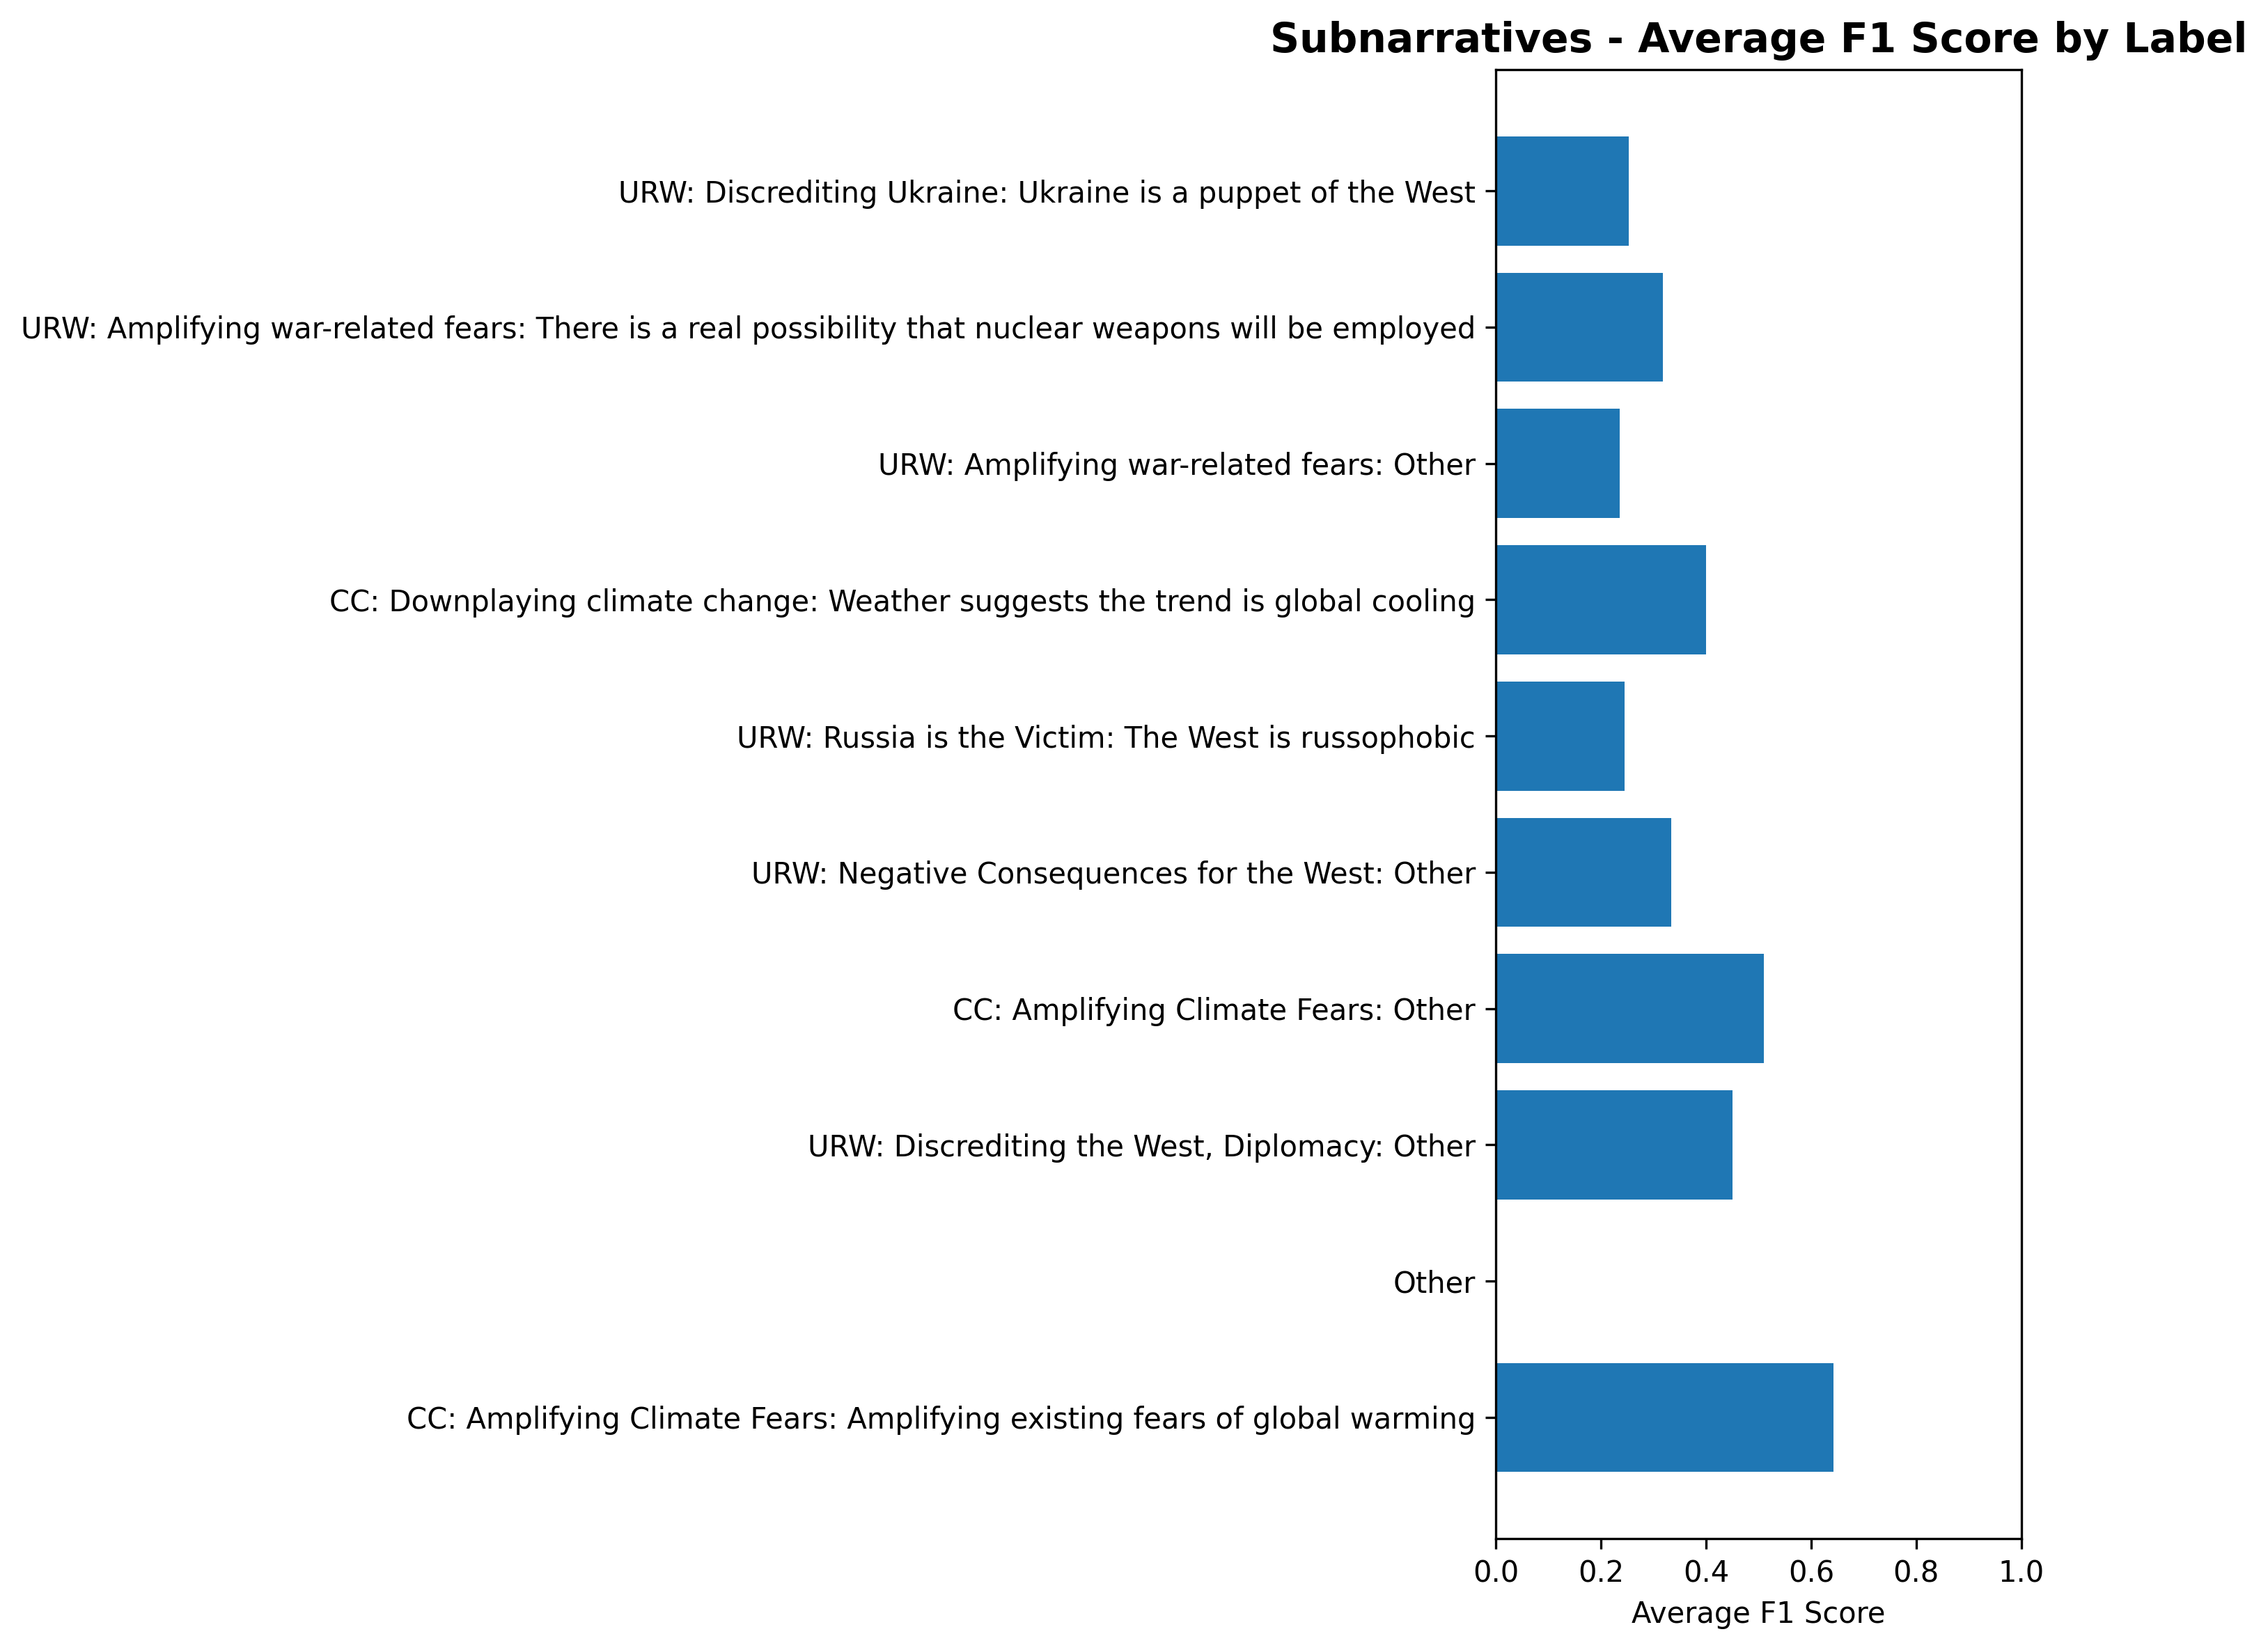 Subnarratives - Average F1 Score by Label
URW: Discrediting Ukraine: Ukraine is a puppet of the West
URW: Amplifying war-related fears: There is a real possibility that nuclear weapons will be employed
URW: Amplifying war-related fears: Other
CC: Downplaying climate change: Weather suggests the trend is global cooling
URW: Russia is the Victim: The West is russophobic
URW: Negative Consequences for the West: Other
CC: Amplifying Climate Fears: Other
URW: Discrediting the West, Diplomacy: Other
Other
CC: Amplifying Climate Fears: Amplifying existing fears of global warming
0.0 0.2 0.4 0.6 0.8 1.0
Average F1 Score